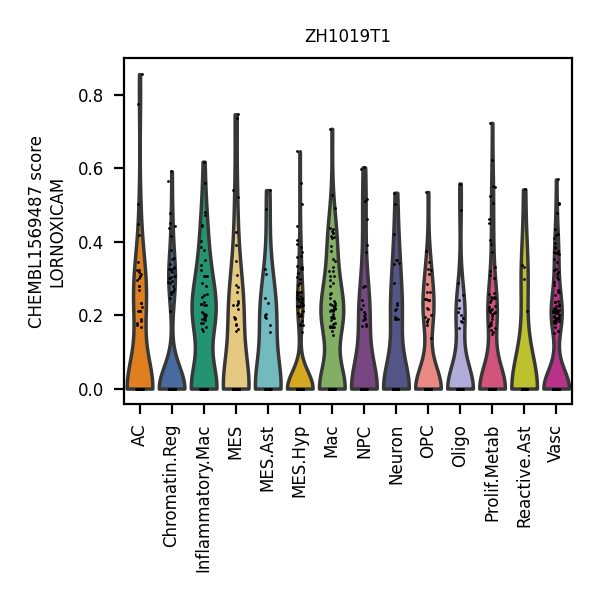 ZH1019T1
CHEMBL1569487 score
LORNOXICAM
0.8
0.6
0.4
0.2
0.0
AC
Chromatin.Reg
Inflammatory.Mac
MES
MES.Ast
MES.Hyp
Mac
NPC
Neuron
OPC
Oligo
Prolif.Metab
Reactive.Ast
Vasc